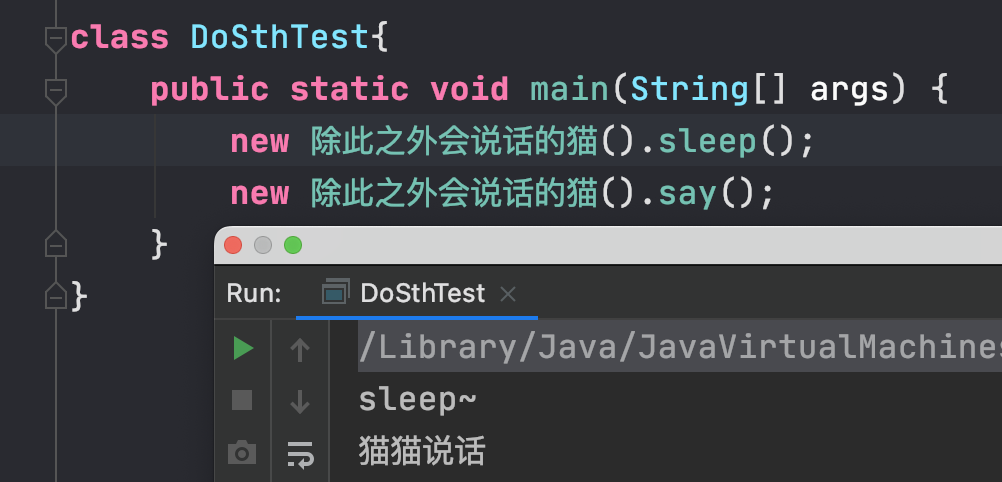 class DoSthTest{
public static void main(String[] args) {
new 除此之外会说话的猫().sleep();
new 除此之外会说话的猫().say();
}
}
Run: DoSthTest ×
/Library/Java/JavaVirtualMachines
sleep~
猫猫说话